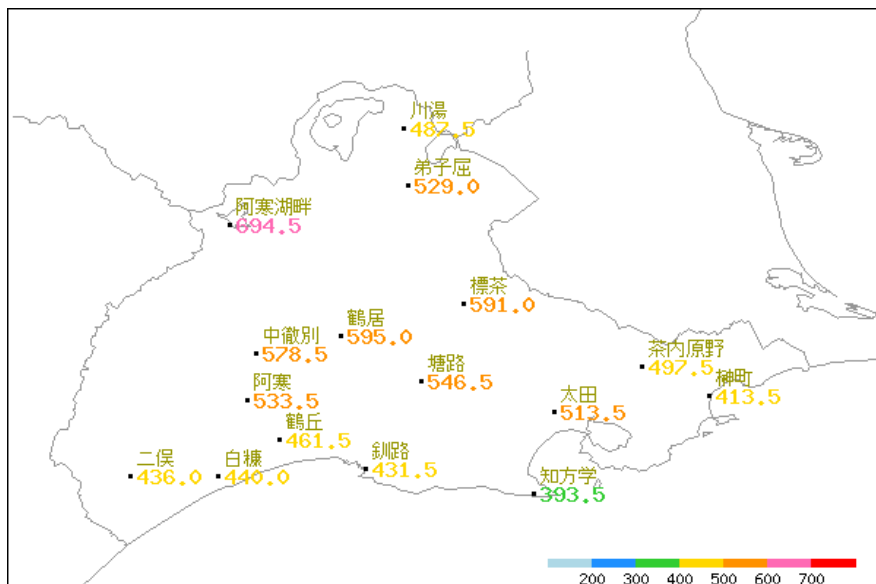 川湯
487.5
弟子屈
529.0
阿寒湖畔
694.5
標茶
591.0
鶴居
595.0
中徹別
578.5
茶内原野
497.5
塘路
546.5
榊町
413.5
阿寒
533.5
太田
513.5
鶴丘
461.5
釧路
431.5
二俣
436.0
白糠
440.0
知方学
393.5
200 300 400 500 600 700